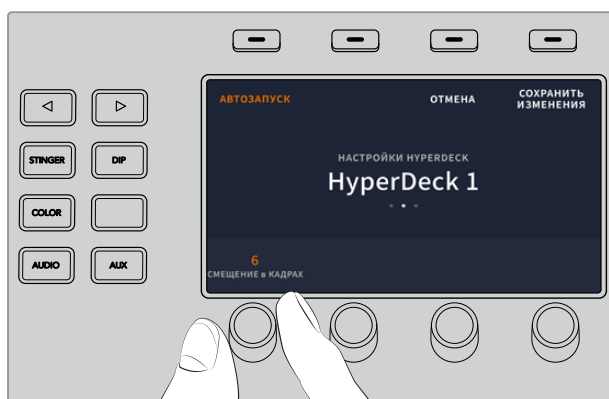 АВТОЗАПУСК
ОТМЕНА
СОХРАНИТЬ
ИЗМЕНЕНИЯ
НАСТРОЙКИ HYPERDECK
HyperDeck 1
6
СМЕЩЕНИЕ в КАДРАХ
STINGER
DIP
COLOR
AUDIO
AUX